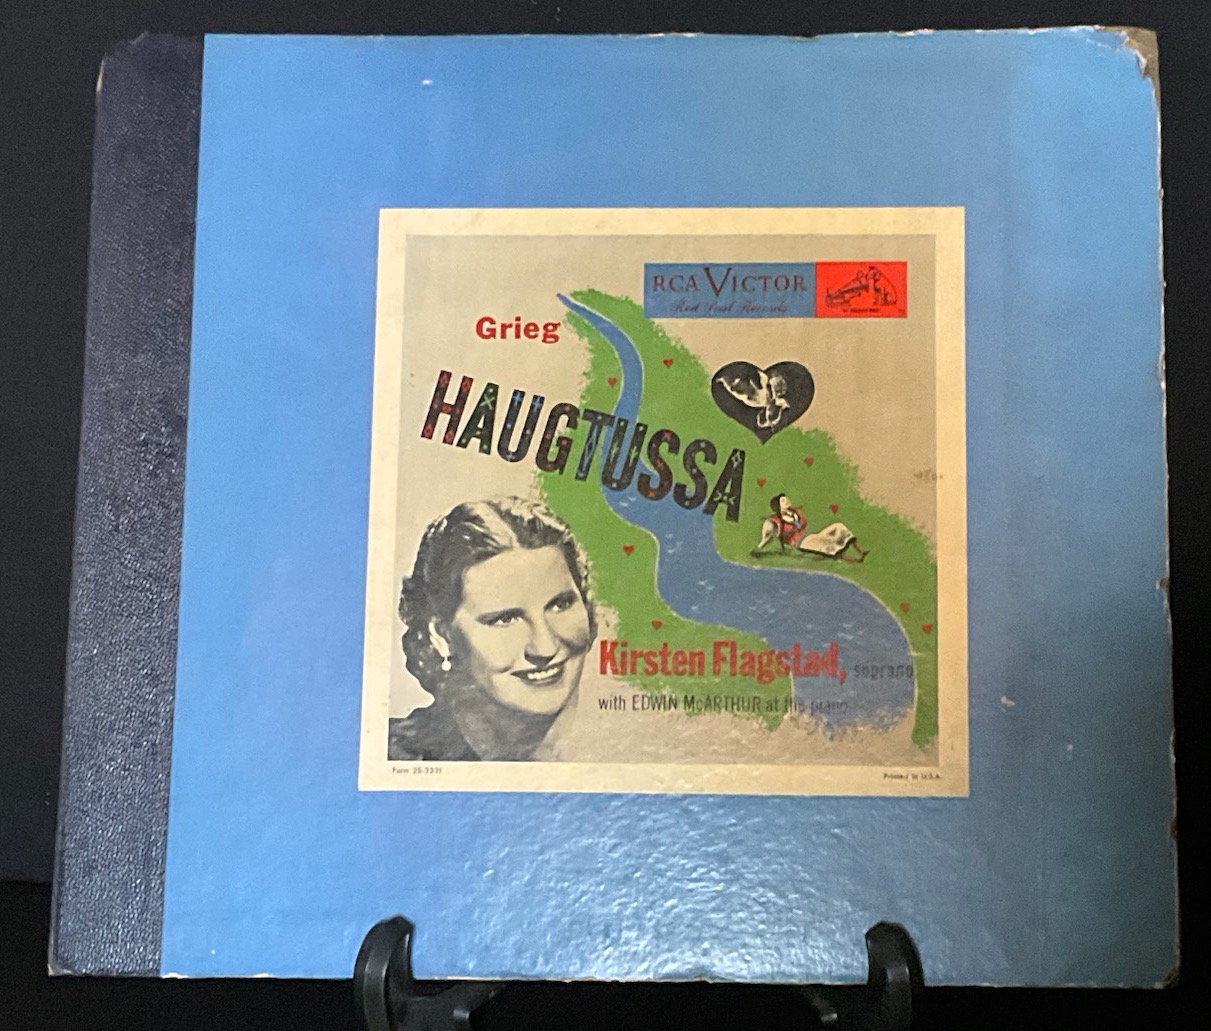 RCA VICTOR
Red Seal Records
Grieg
HAUGTUSSA
Kirsten Flagstad, soprano
with EDWIN McARTHUR at the piano
Printed in U.S.A.